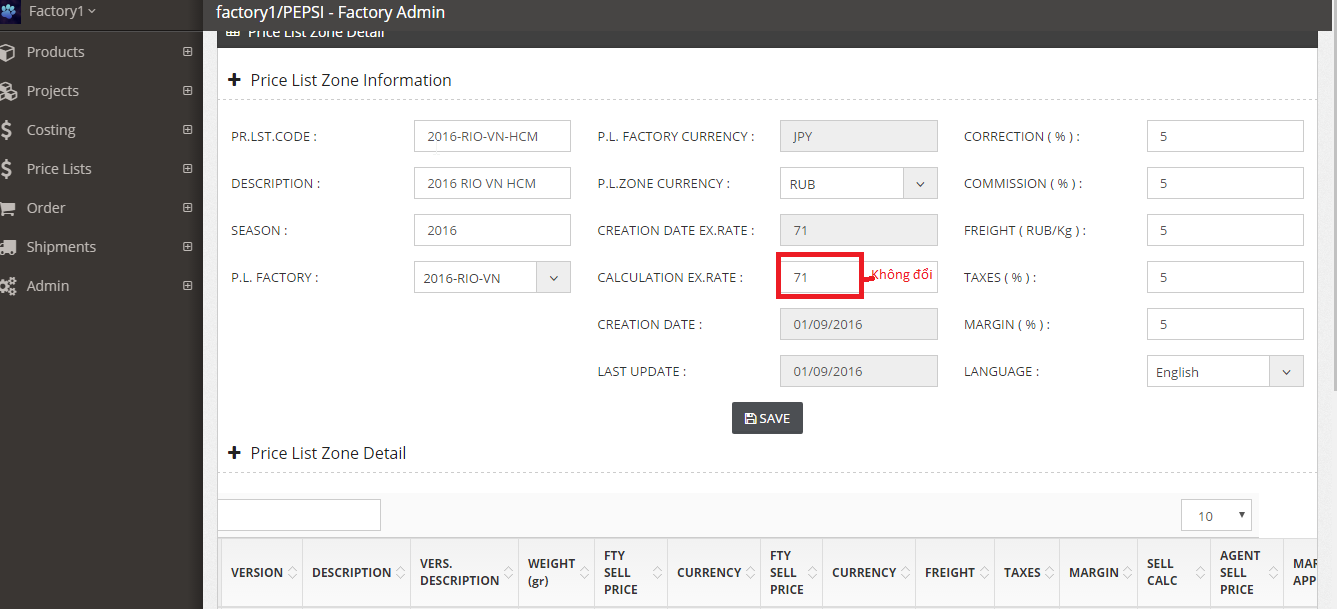 Factory1
factory1/PEPSI - Factory Admin
Products
Projects
Costing
Price Lists
Order
Shipments
Admin
Price List Zone Detail
Price List Zone Information
PR.LST.CODE : 2016-RIO-VN-HCM
DESCRIPTION : 2016 RIO VN HCM
SEASON : 2016
P.L. FACTORY : 2016-RIO-VN
P.L. FACTORY CURRENCY : JPY
P.L.ZONE CURRENCY : RUB
CREATION DATE EX.RATE : 71
CALCULATION EX.RATE : 71 Không đổi
CREATION DATE : 01/09/2016
LAST UPDATE : 01/09/2016
CORRECTION ( % ) : 5
COMMISSION ( % ) : 5
FREIGHT ( RUB/Kg ) : 5
TAXES ( % ) : 5
MARGIN ( % ) : 5
LANGUAGE : English
SAVE
Price List Zone Detail
10
VERSION
DESCRIPTION
VERS.
DESCRIPTION
WEIGHT
(gr)
FTY
SELL
PRICE
CURRENCY
FTY
SELL
PRICE
CURRENCY
FREIGHT
TAXES
MARGIN
SELL
CALC
AGENT
SELL
PRICE
MAR
APP